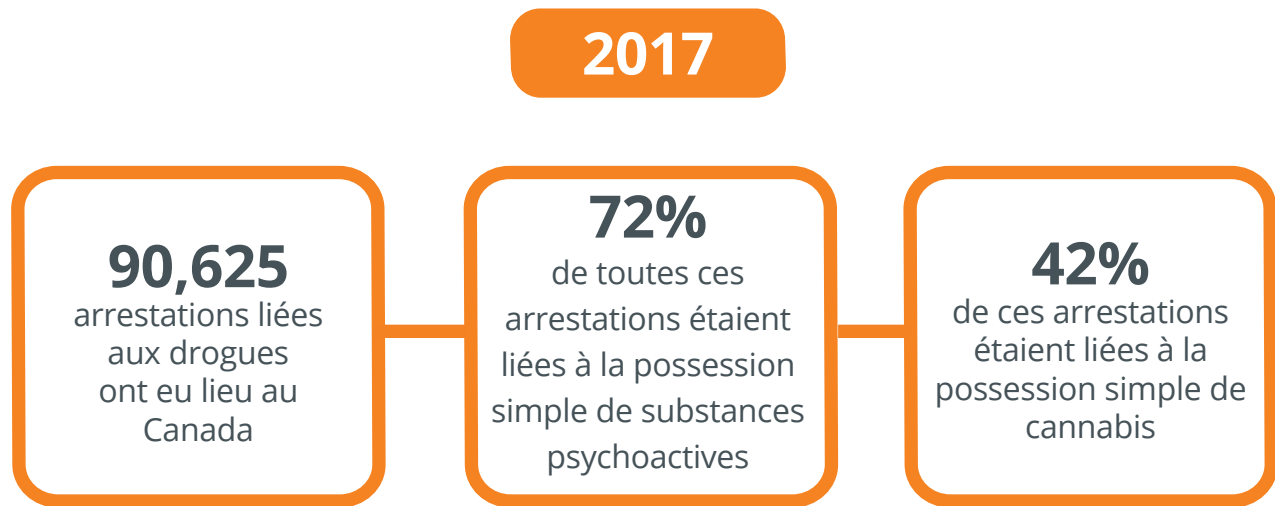 2017
90,625
arrestations liées
aux drogues
ont eu lieu au
Canada
72%
de toutes ces
arrestations étaient
liées à la possession
simple de substances
psychoactives
42%
de ces arrestations
étaient liées à la
possession simple de
cannabis